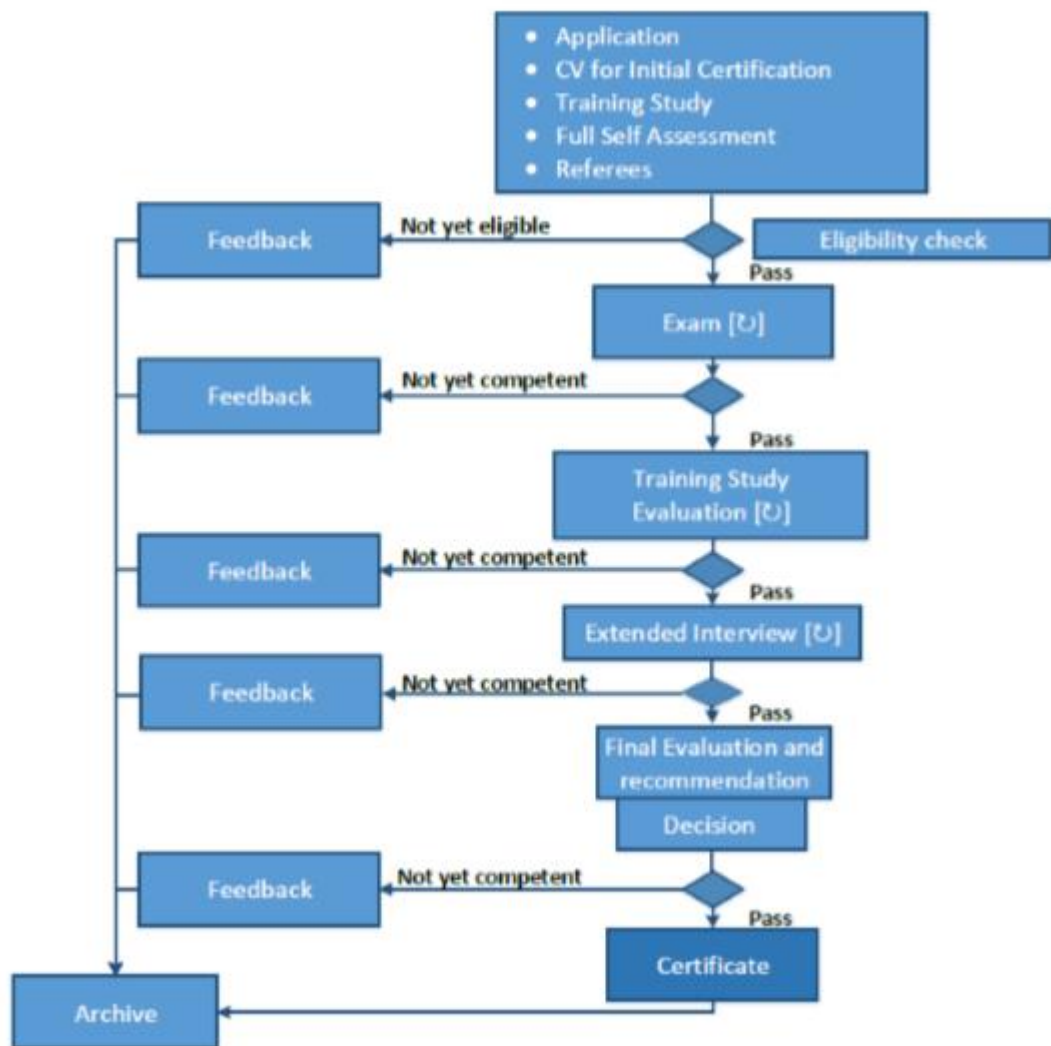 • Application
• CV for Initial Certification
• Training Study
• Full Self Assessment
• Referees
Feedback
Not yet eligible
Eligibility check
Pass
Exam [↻]
Feedback
Not yet competent
Pass
Training Study
Evaluation [↻]
Feedback
Not yet competent
Pass
Extended Interview [↻]
Feedback
Not yet competent
Pass
Final Evaluation and
recommendation
Decision
Feedback
Not yet competent
Pass
Certificate
Archive